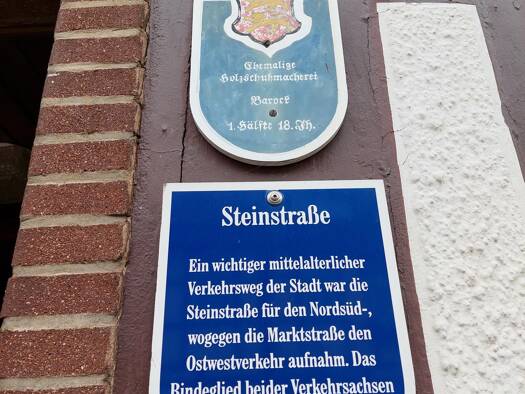 Ehemalige
Holzschuhmacherei
Barock
1. Hälfte 18. Jh.
Steinstraße
Ein wichtiger mittelalterlicher
Verkehrsweg der Stadt war die
Steinstraße für den Nordsüd-,
wogegen die Marktstraße den
Ostwestverkehr aufnahm. Das
Bindeglied beider Verkehrsachsen